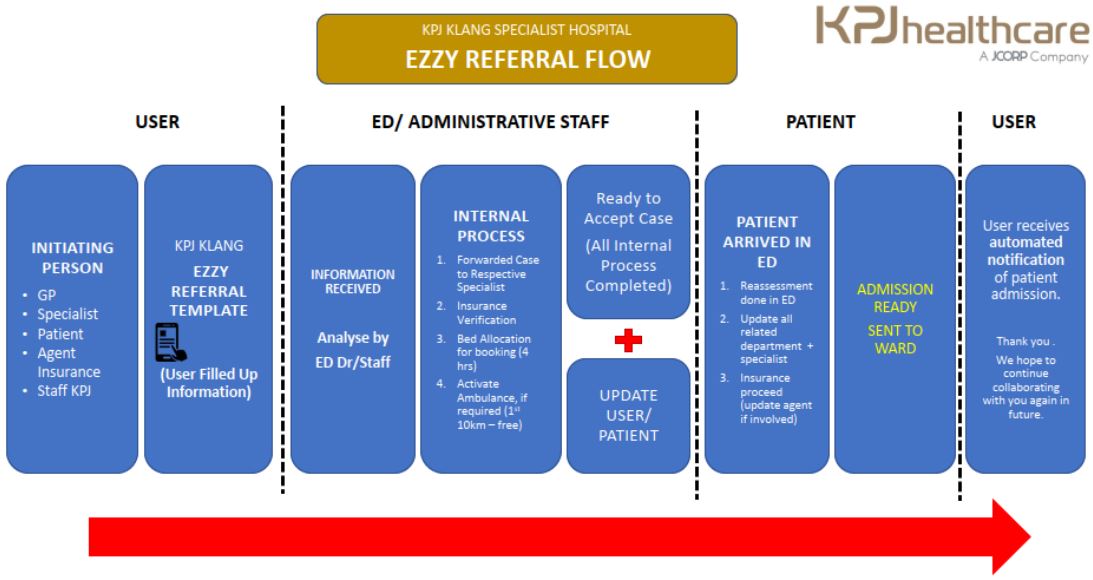 KPJ KLANG SPECIALIST HOSPITAL
EZZY REFERRAL FLOW
KPJ healthcare
A JCORP Company
USER
INITIATING
PERSON
• GP
• Specialist
• Patient
• Agent
Insurance
• Staff KPJ
KPJ KLANG
EZZY
REFERRAL
TEMPLATE
(User Filled Up
Information)
ED/ ADMINISTRATIVE STAFF
INFORMATION
RECEIVED
Analyse by
ED Dr/Staff
INTERNAL
PROCESS
1. Forwarded Case
to Respective
Specialist
2. Insurance
Verification
3. Bed Allocation
for booking (4
hrs)
4. Activate
Ambulance, if
required (1st
10km – free)
Ready to
Accept Case
(All Internal
Process
Completed)
UPDATE
USER/
PATIENT
PATIENT
PATIENT
ARRIVED IN
ED
1. Reassessment
done in ED
2. Update all
related
department +
specialist
3. Insurance
proceed
(update agent
if involved)
ADMISSION
READY
SENT TO
WARD
USER
User receives
automated
notification
of patient
admission.
Thank you .
We hope to
continue
collaborating
with you again in
future.